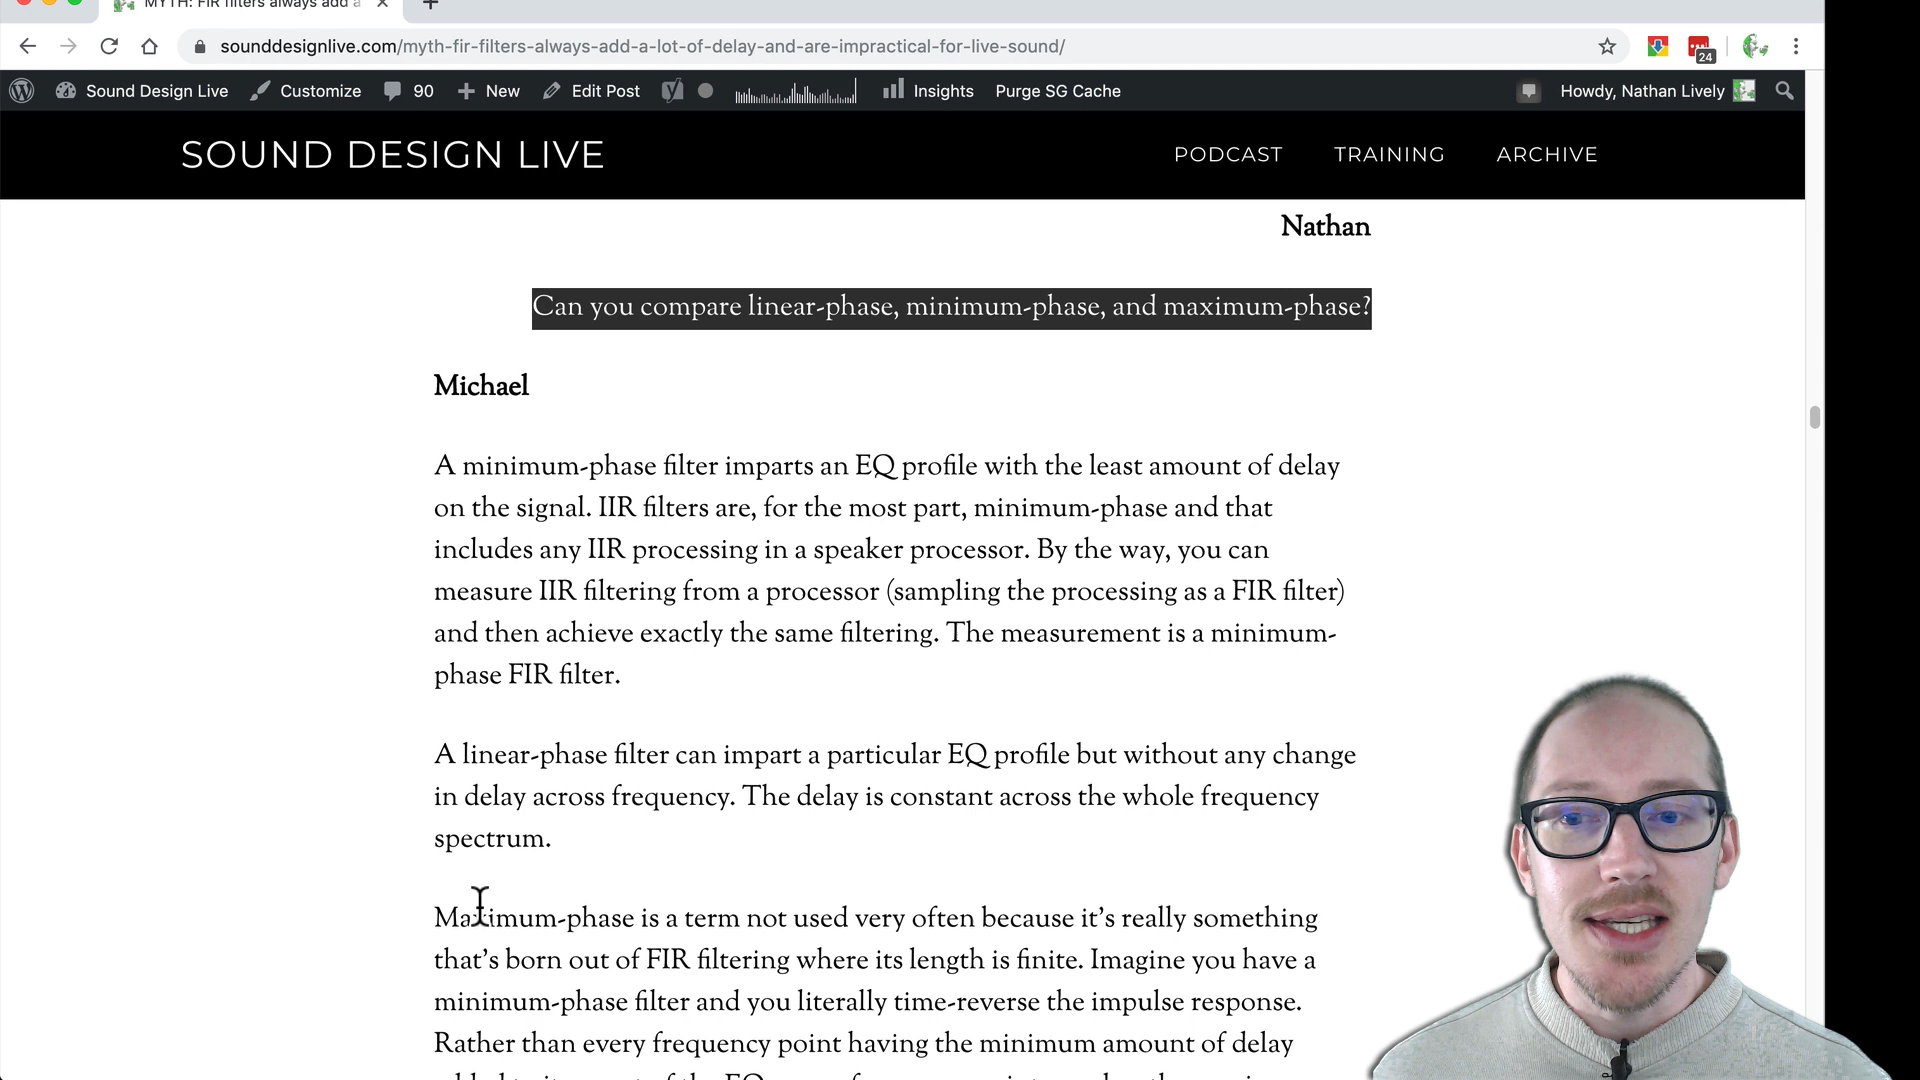 MYTH: FIR filters always add a
sounddesignlive.com/myth-fir-filters-always-add-a-lot-of-delay-and-are-impractical-for-live-sound/
24
Sound Design Live Customize 90 New Edit Post Insights Purge SG Cache Howdy, Nathan Lively
SOUND DESIGN LIVE PODCAST TRAINING ARCHIVE
Nathan
Can you compare linear-phase, minimum-phase, and maximum-phase?
Michael
A minimum-phase filter imparts an EQ profile with the least amount of delay
on the signal. IIR filters are, for the most part, minimum-phase and that
includes any IIR processing in a speaker processor. By the way, you can
measure IIR filtering from a processor (sampling the processing as a FIR filter)
and then achieve exactly the same filtering. The measurement is a minimum-
phase FIR filter.
A linear-phase filter can impart a particular EQ profile but without any change
in delay across frequency. The delay is constant across the whole frequency
spectrum.
Maximum-phase is a term not used very often because it’s really something
that’s born out of FIR filtering where its length is finite. Imagine you have a
minimum-phase filter and you literally time-reverse the impulse response.
Rather than every frequency point having the minimum amount of delay